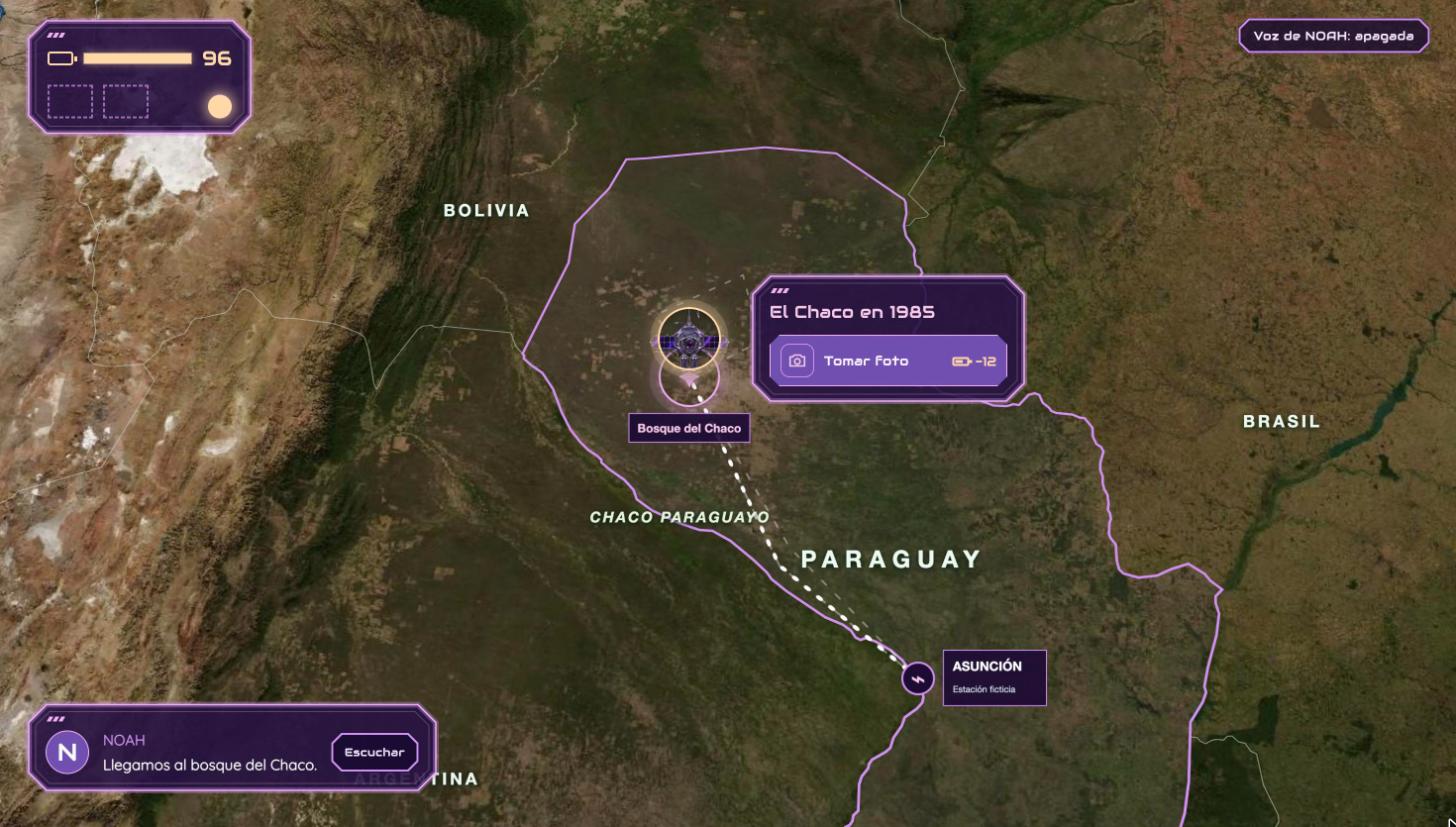 96
Voz de NOAH: apagada
BOLIVIA
El Chaco en 1985
Tomar foto
-12
Bosque del Chaco
BRASIL
CHACO PARAGUAYO
PARAGUAY
ASUNCIÓN
Estación ficticia
N
NOAH
Llegamos al bosque del Chaco.
Escuchar
ARGENTINA